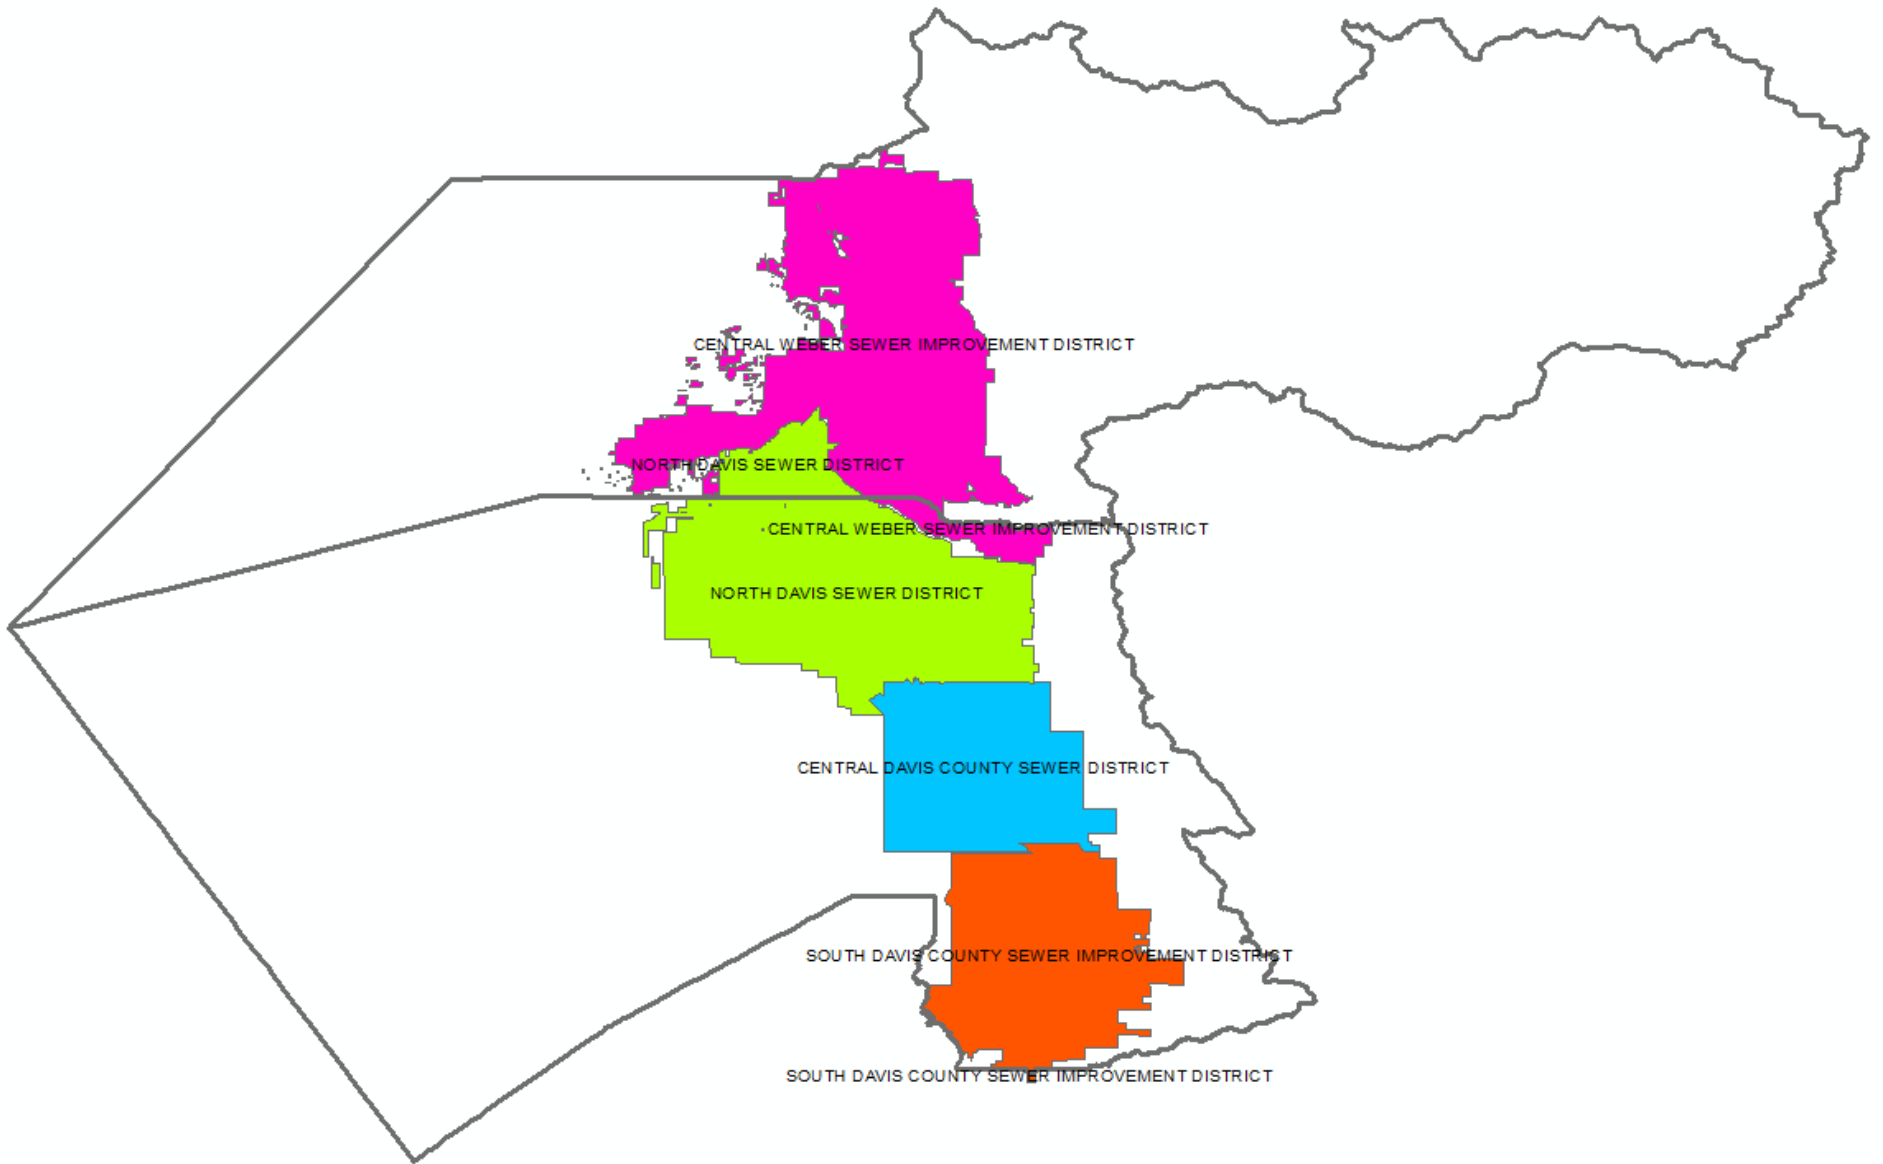 CENTRAL WEBER SEWER IMPROVEMENT DISTRICT
NORTH DAVIS SEWER DISTRICT
CENTRAL WEBER SEWER IMPROVEMENT DISTRICT
NORTH DAVIS SEWER DISTRICT
CENTRAL DAVIS COUNTY SEWER DISTRICT
SOUTH DAVIS COUNTY SEWER IMPROVEMENT DISTRICT
SOUTH DAVIS COUNTY SEWER IMPROVEMENT DISTRICT